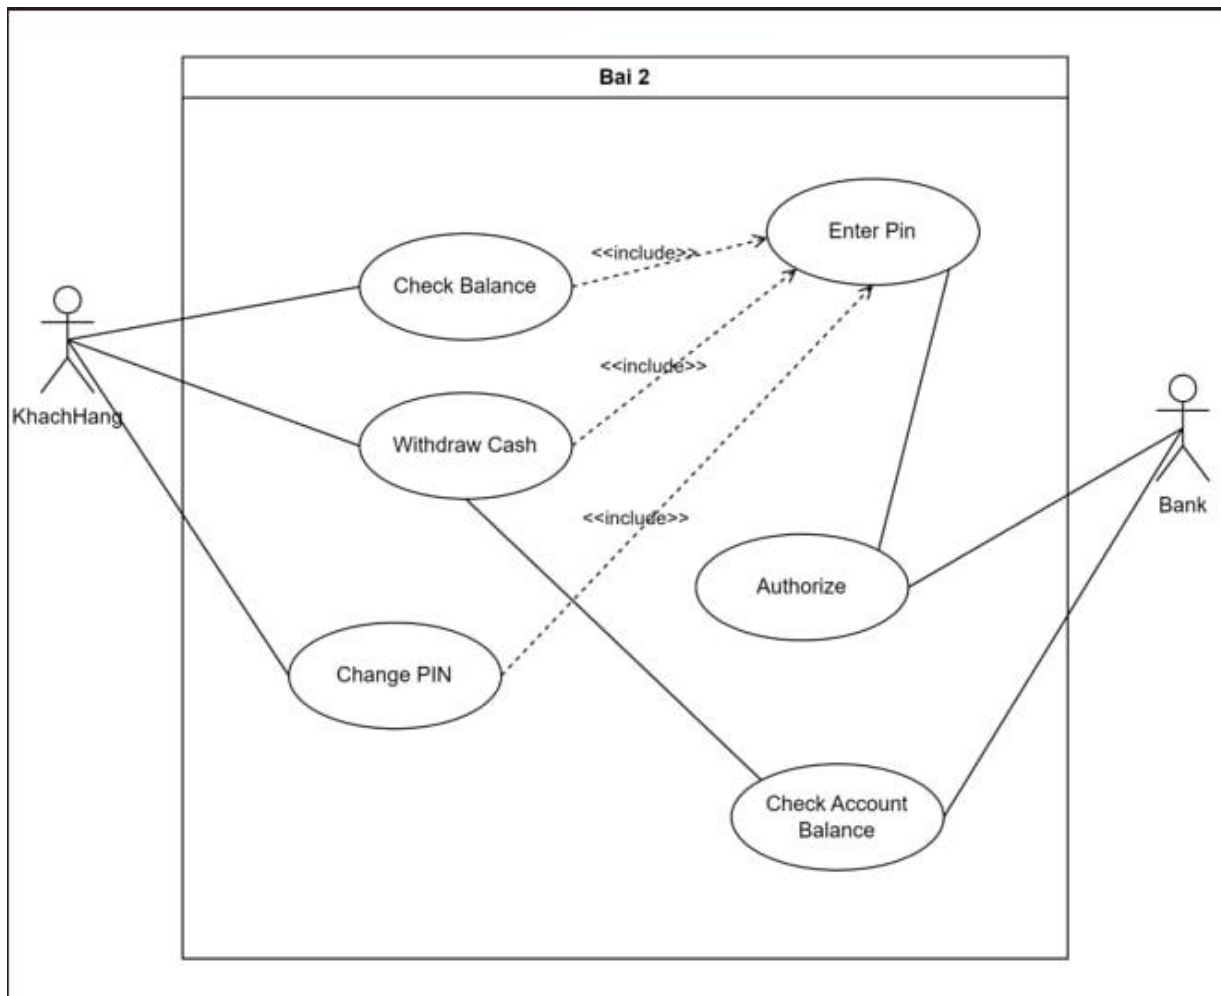 Bai 2
Enter Pin
<<include>>
Check Balance
<<include>>
KhachHang
Withdraw Cash
Bank
<<include>>
Authorize
Change PIN
Check Account
Balance